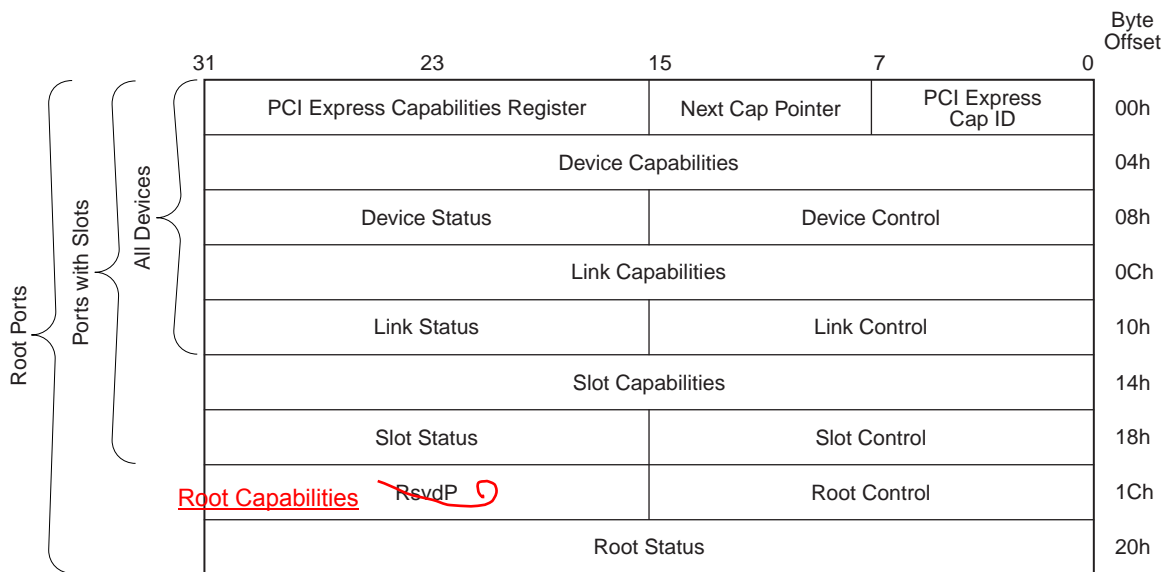 Byte
Offset
31 23 15 7 0
PCI Express Capabilities Register Next Cap Pointer PCI Express
Cap ID 00h
Device Capabilities 04h
Device Status Device Control 08h
Link Capabilities 0Ch
Link Status Link Control 10h
Slot Capabilities 14h
Slot Status Slot Control 18h
Root Capabilities RsvdP Root Control 1Ch
Root Status 20h
Root Ports
Ports with Slots
All Devices